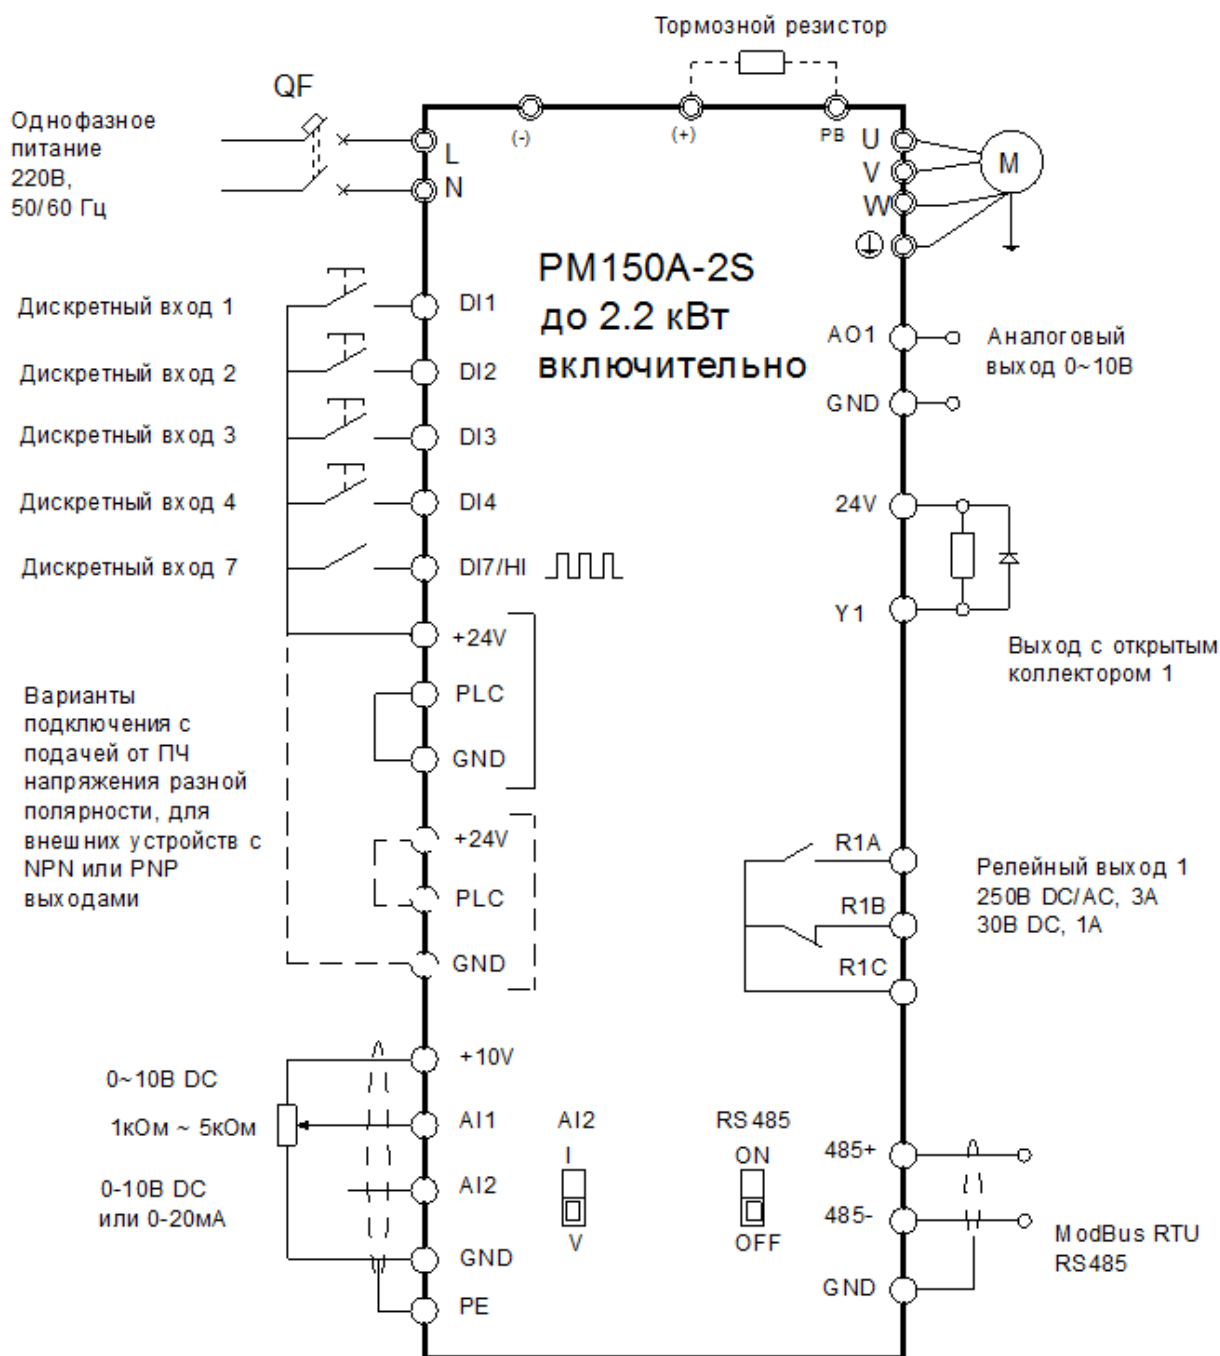 Тормозной резистор
QF
Однофазное
питание
220В,
50/60 Гц
L
N
(-)
(+)
PB
U
V
W
M
PM150A-2S
до 2.2 кВт
включительно
Дискретный вход 1
DI1
Дискретный вход 2
DI2
Дискретный вход 3
DI3
Дискретный вход 4
DI4
Дискретный вход 7
DI7/HI
+24V
PLC
GND
Варианты
подключения с
подачей от ПЧ
напряжения разной
полярности, для
внешних устройств с
NPN или PNP
выходами
+24V
PLC
GND
AO1
GND
Аналоговый
выход 0~10В
24V
Y1
Выход с открытым
коллектором 1
R1A
R1B
R1C
Релейный выход 1
250В DC/AC, 3А
30В DC, 1А
0~10В DC
1кОм ~ 5кОм
0-10В DC
или 0-20мА
+10V
AI1
AI2
GND
PE
AI2
I
V
RS485
ON
OFF
485+
485-
GND
ModBus RTU
RS485